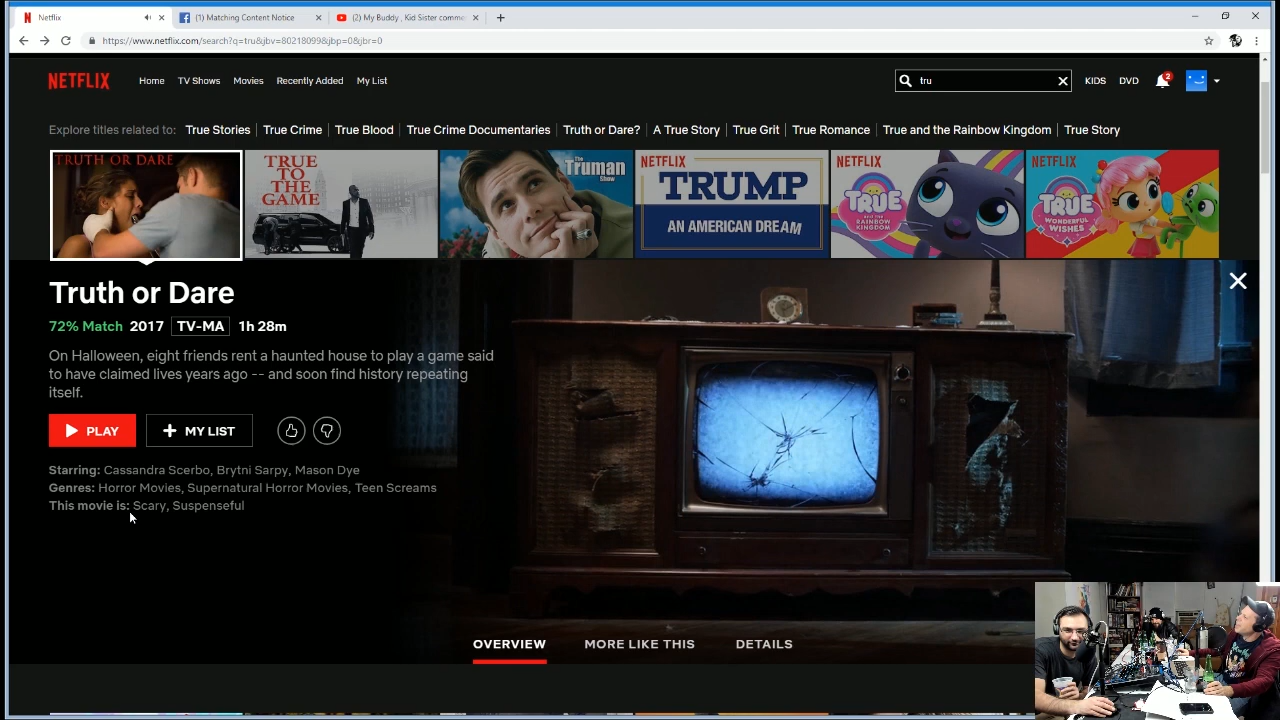 Netflix
(1) Matching Content Notice
(2) My Buddy , Kid Sister comme
https://www.netflix.com/search?q=tru&jbv=80218099&jbp=0&jbr=0
NETFLIX
Home
TV Shows
Movies
Recently Added
My List
tru
KIDS
DVD
2
Explore titles related to: True Stories | True Crime | True Blood | True Crime Documentaries | Truth or Dare? | A True Story | True Grit | True Romance | True and the Rainbow Kingdom | True Story
TRUTH OR DARE
TRUE
TO THE
GAME
The
Truman
Show
NETFLIX
TRUMP
AN AMERICAN DREAM
NETFLIX
TRUE
AND THE
RAINBOW
KINGDOM
NETFLIX
TRUE
WONDERFUL
WISHES
Truth or Dare
72% Match 2017 TV-MA 1h 28m
On Halloween, eight friends rent a haunted house to play a game said
to have claimed lives years ago -- and soon find history repeating
itself.
PLAY
MY LIST
Starring: Cassandra Scerbo, Brytni Sarpy, Mason Dye
Genres: Horror Movies, Supernatural Horror Movies, Teen Screams
This movie is: Scary, Suspenseful
OVERVIEW
MORE LIKE THIS
DETAILS